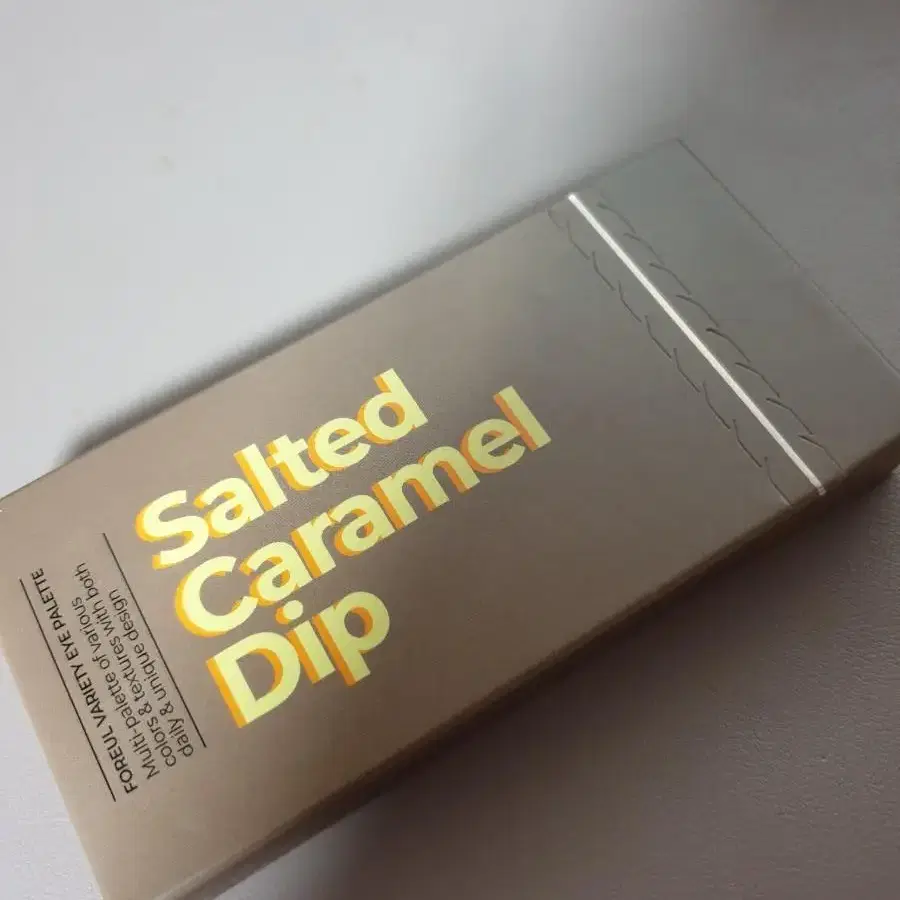 Salted
Caramel
Dip
FOREUL VARIETY EYE PALETTE
Multi-palette of various
colors & textures with both
daily & unique design